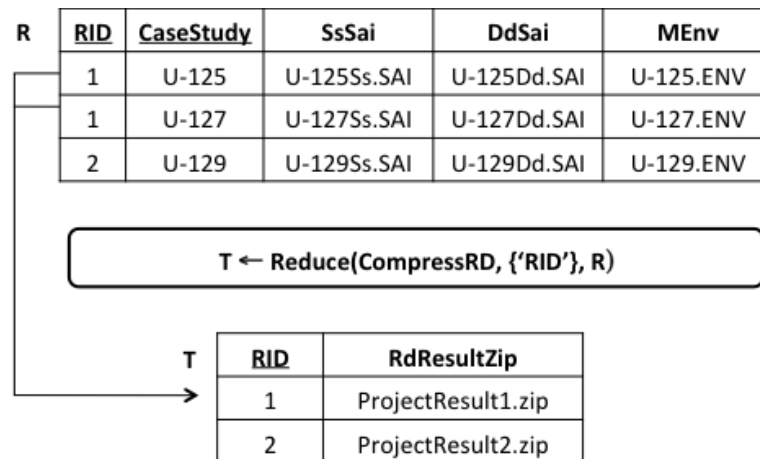 R RID CaseStudy SsSai DdSai MEnv
1 U-125 U-125Ss.SAI U-125Dd.SAI U-125.ENV
1 U-127 U-127Ss.SAI U-127Dd.SAI U-127.ENV
2 U-129 U-129Ss.SAI U-129Dd.SAI U-129.ENV
T ← Reduce(CompressRD, {‘RID’}, R)
T RID RdResultZip
1 ProjectResult1.zip
2 ProjectResult2.zip